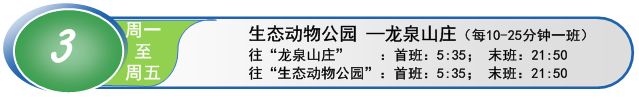 3
周一
至
周五
生态动物公园 —龙泉山庄（每10-25分钟一班）
往“龙泉山庄” ：首班：5:35； 末班：21:50
往“生态动物公园”：首班：5:35； 末班：21:50